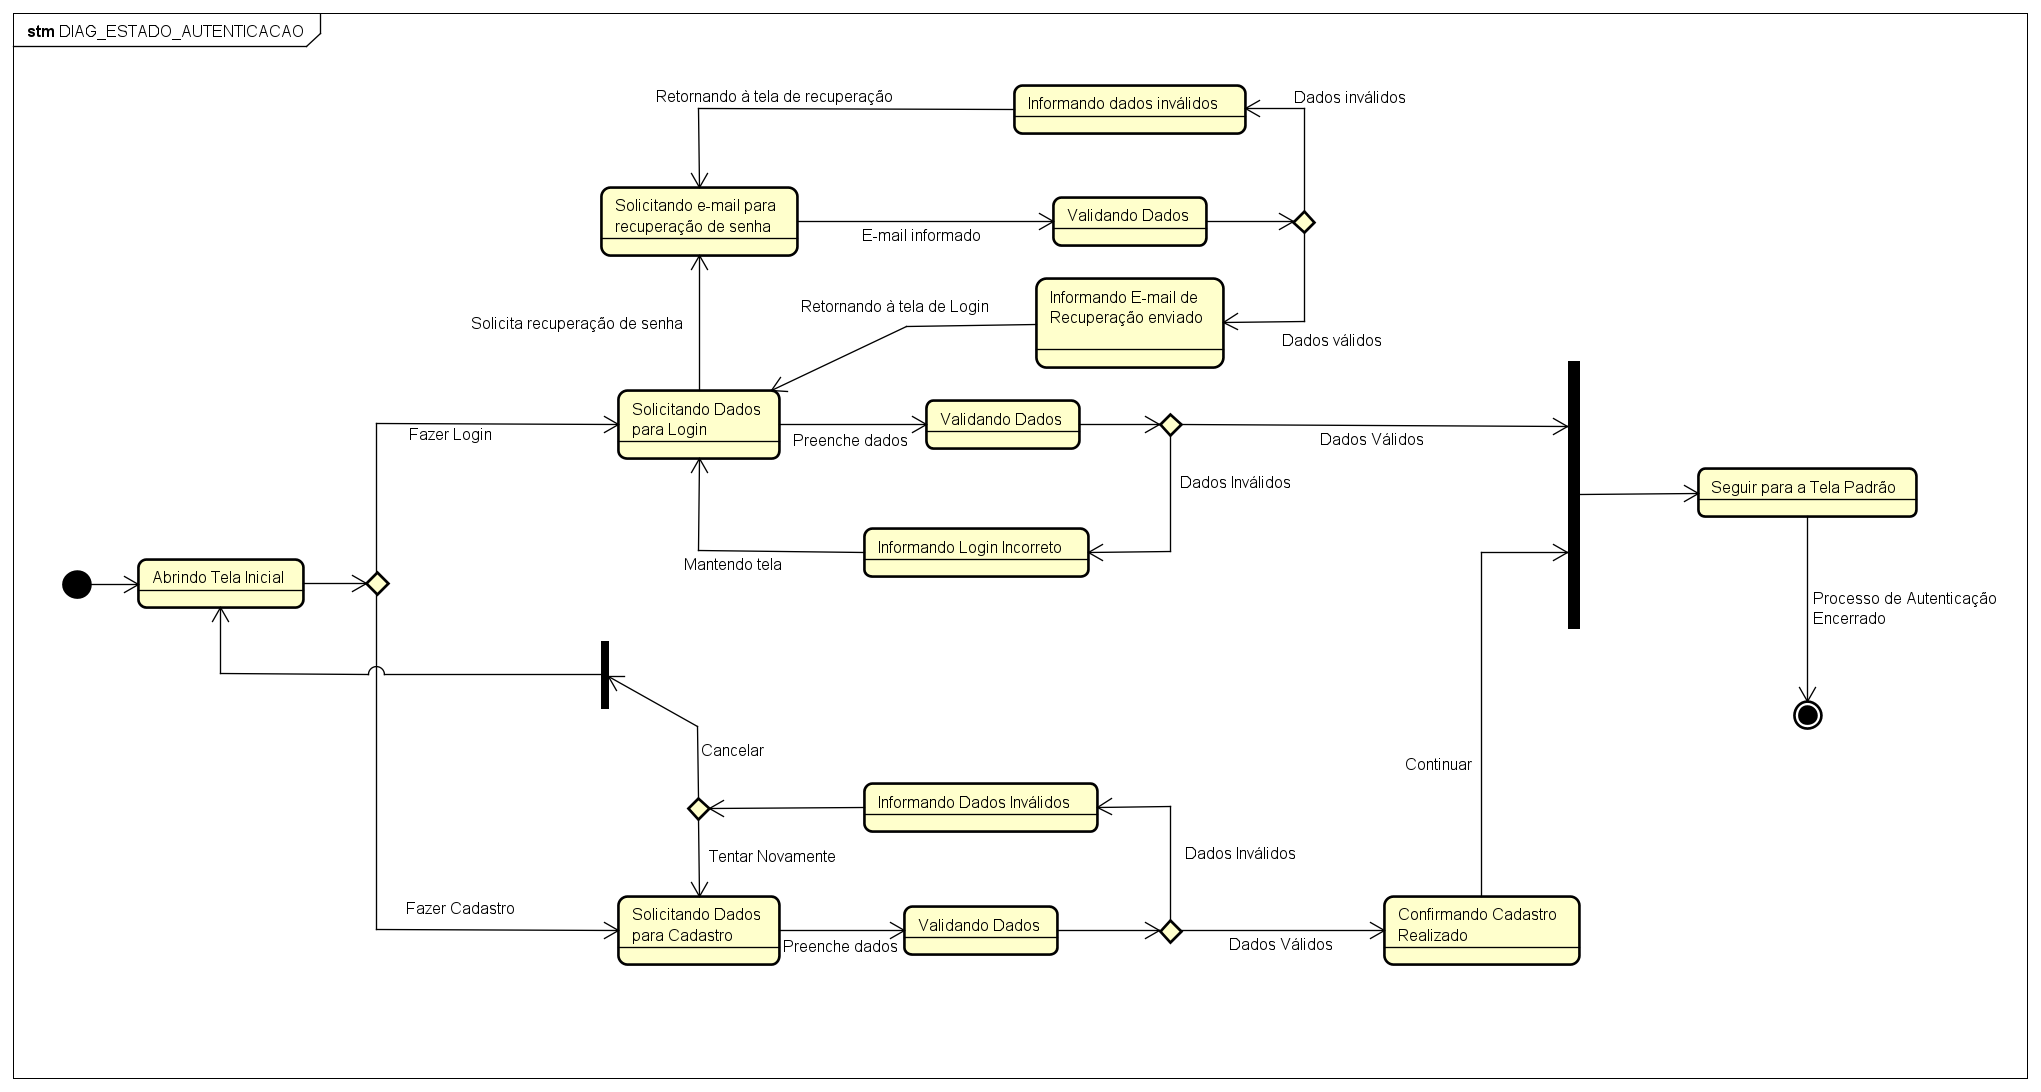 stm DIAG_ESTADO_AUTENTICACAO
Retornando à tela de recuperação
Informando dados inválidos
Dados inválidos
Solicitando e-mail para
recuperação de senha
E-mail informado
Validando Dados
Solicita recuperação de senha
Retornando à tela de Login
Informando E-mail de
Recuperação enviado
Dados válidos
Fazer Login
Solicitando Dados
para Login
Preenche dados
Validando Dados
Dados Válidos
Dados Inválidos
Seguir para a Tela Padrão
Mantendo tela
Informando Login Incorreto
Abrindo Tela Inicial
Processo de Autenticação
Encerrado
Cancelar
Continuar
Informando Dados Inválidos
Tentar Novamente
Dados Inválidos
Fazer Cadastro
Solicitando Dados
para Cadastro
Preenche dados
Validando Dados
Dados Válidos
Confirmando Cadastro
Realizado